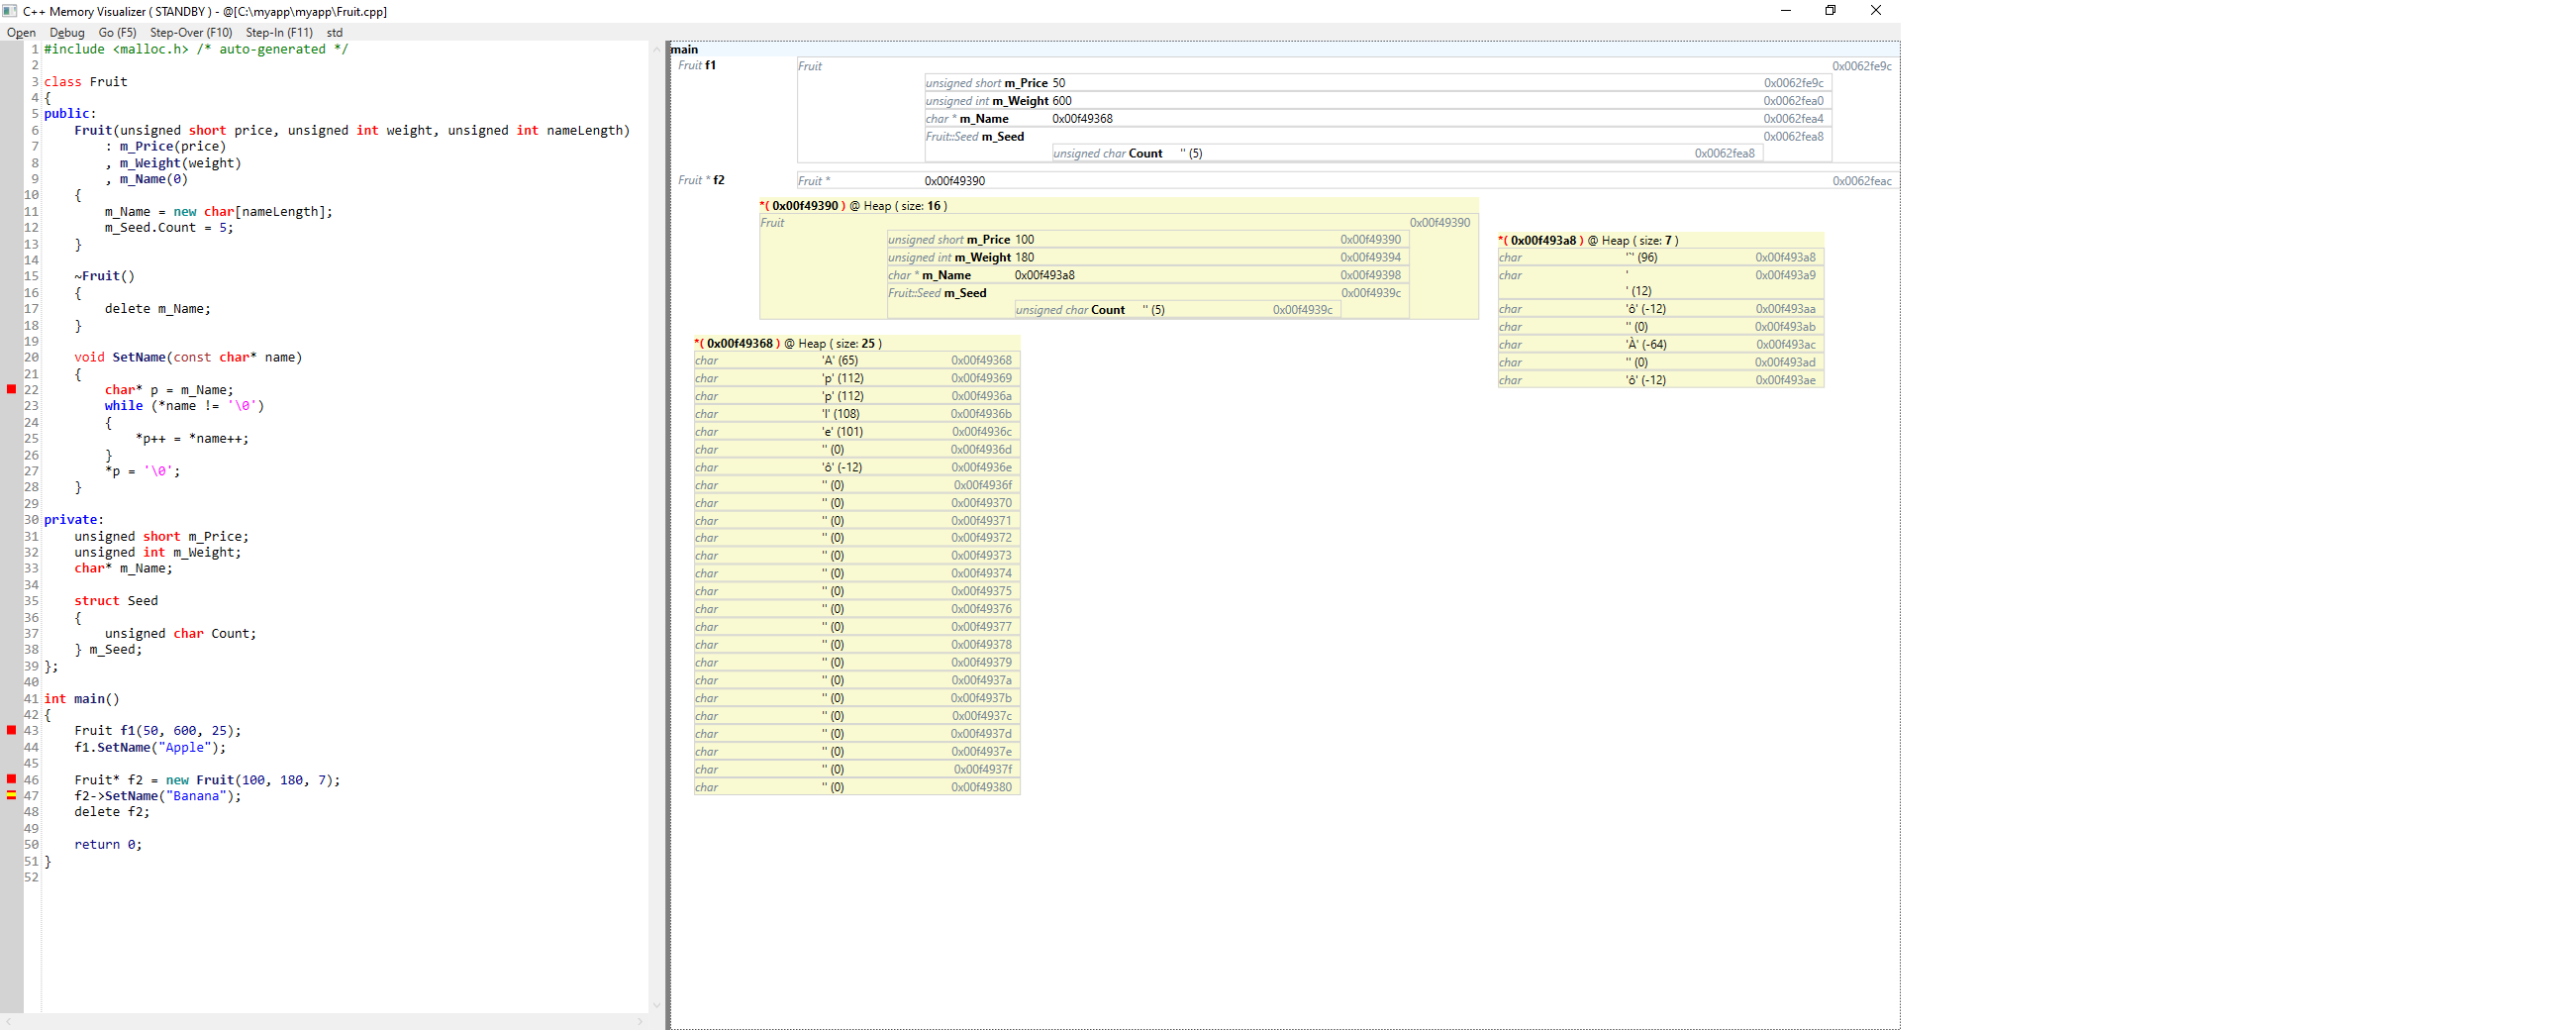 C++ Memory Visualizer ( STANDBY ) - @[C:\myapp\myapp\Fruit.cpp]
Open Debug Go (F5) Step-Over (F10) Step-In (F11) std
1 #include <malloc.h> /* auto-generated */
2
3 class Fruit
4 {
5 public:
6 Fruit(unsigned short price, unsigned int weight, unsigned int nameLength)
7 : m_Price(price)
8 , m_Weight(weight)
9 , m_Name(0)
10 {
11 m_Name = new char[nameLength];
12 m_Seed.Count = 5;
13 }
14
15 ~Fruit()
16 {
17 delete m_Name;
18 }
19
20 void SetName(const char* name)
21 {
22 char* p = m_Name;
23 while (*name != '\0')
24 {
25 *p++ = *name++;
26 }
27 *p = '\0';
28 }
29
30 private:
31 unsigned short m_Price;
32 unsigned int m_Weight;
33 char* m_Name;
34
35 struct Seed
36 {
37 unsigned char Count;
38 } m_Seed;
39 };
40
41 int main()
42 {
43 Fruit f1(50, 600, 25);
44 f1.SetName("Apple");
45
46 Fruit* f2 = new Fruit(100, 180, 7);
47 f2->SetName("Banana");
48 delete f2;
49
50 return 0;
51 }
52
main
Fruit f1 Fruit 0x0062fe9c
unsigned short m_Price 50 0x0062fe9c
unsigned int m_Weight 600 0x0062fea0
char * m_Name 0x00f49368 0x0062fea4
Fruit::Seed m_Seed 0x0062fea8
unsigned char Count '' (5) 0x0062fea8
Fruit * f2 Fruit * 0x00f49390 0x0062feac
*( 0x00f49390 ) @ Heap ( size: 16 )
Fruit 0x00f49390
unsigned short m_Price 100 0x00f49390
unsigned int m_Weight 180 0x00f49394
char * m_Name 0x00f493a8 0x00f49398
Fruit::Seed m_Seed 0x00f4939c
unsigned char Count '' (5) 0x00f4939c
*( 0x00f493a8 ) @ Heap ( size: 7 )
char '`' (96) 0x00f493a8
char ' 0x00f493a9
' (12)
char 'ô' (-12) 0x00f493aa
char '' (0) 0x00f493ab
char 'À' (-64) 0x00f493ac
char '' (0) 0x00f493ad
char 'ô' (-12) 0x00f493ae
*( 0x00f49368 ) @ Heap ( size: 25 )
char 'A' (65) 0x00f49368
char 'p' (112) 0x00f49369
char 'p' (112) 0x00f4936a
char 'l' (108) 0x00f4936b
char 'e' (101) 0x00f4936c
char '' (0) 0x00f4936d
char 'ô' (-12) 0x00f4936e
char '' (0) 0x00f4936f
char '' (0) 0x00f49370
char '' (0) 0x00f49371
char '' (0) 0x00f49372
char '' (0) 0x00f49373
char '' (0) 0x00f49374
char '' (0) 0x00f49375
char '' (0) 0x00f49376
char '' (0) 0x00f49377
char '' (0) 0x00f49378
char '' (0) 0x00f49379
char '' (0) 0x00f4937a
char '' (0) 0x00f4937b
char '' (0) 0x00f4937c
char '' (0) 0x00f4937d
char '' (0) 0x00f4937e
char '' (0) 0x00f4937f
char '' (0) 0x00f49380